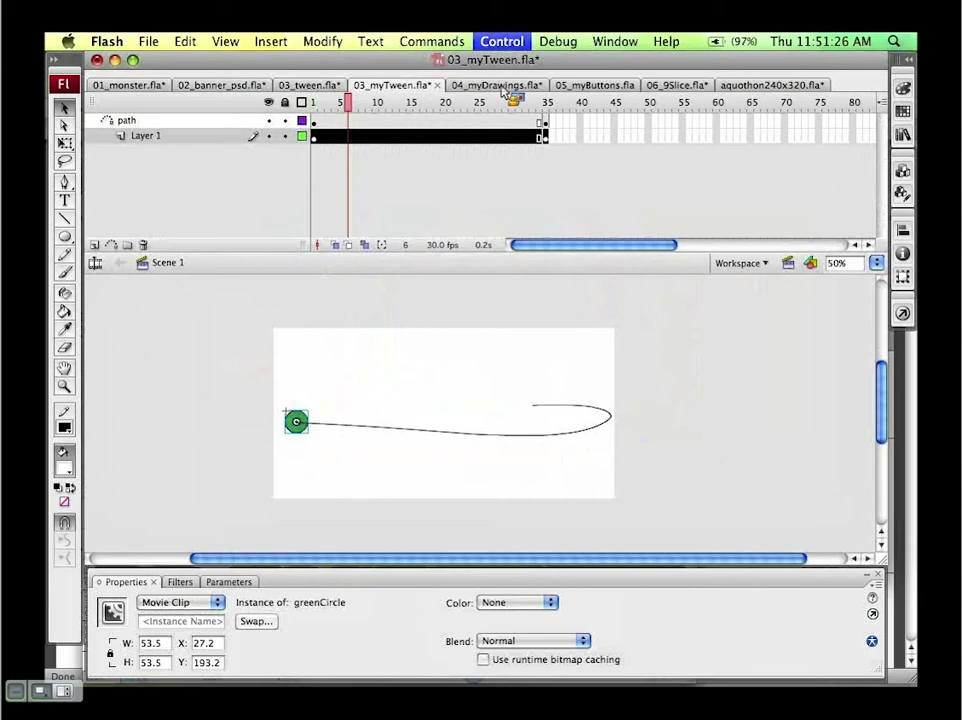 Flash File Edit View Insert Modify Text Commands Control Debug Window Help (97%) Thu 11:51:26 AM
03_myTween.fla*
Fl 01_monster.fla* 02_banner_psd.fla* 03_tween.fla* 03_myTween.fla* × 04_myDrawings.fla* 05_myButtons.fla 06_9Slice.fla* aquothon240x320.fla*
1 5 10 15 20 25 35 40 45 50 55 60 65 70 75 80
path
Layer 1
T
6 30.0 fps 0.2s
Scene 1 Workspace 50%
Properties × Filters Parameters
Movie Clip Instance of: greenCircle Color: None
<Instance Name> Swap...
W: 53.5 X: 27.2 Blend: Normal
H: 53.5 Y: 193.2 Use runtime bitmap caching
Done